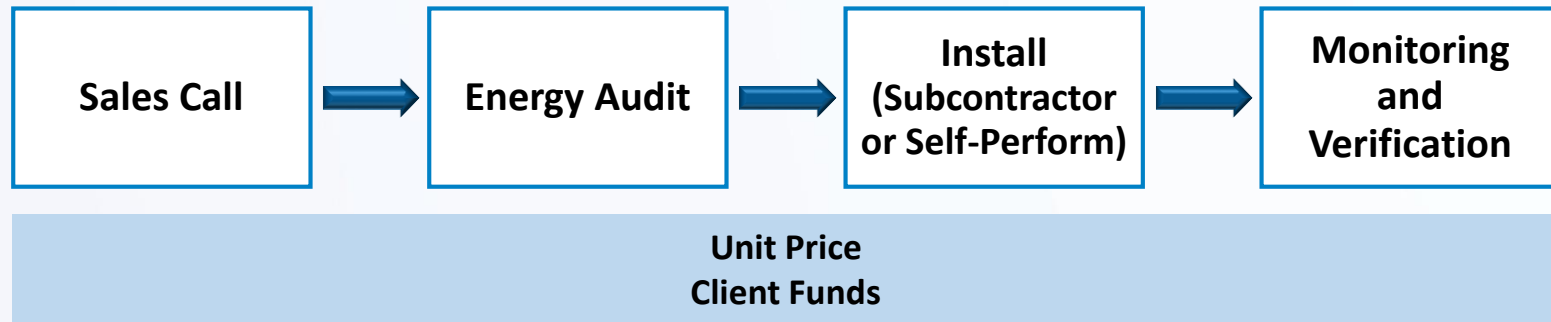 Sales Call
Energy Audit
Install
(Subcontractor
or Self-Perform)
Monitoring
and
Verification
Unit Price
Client Funds